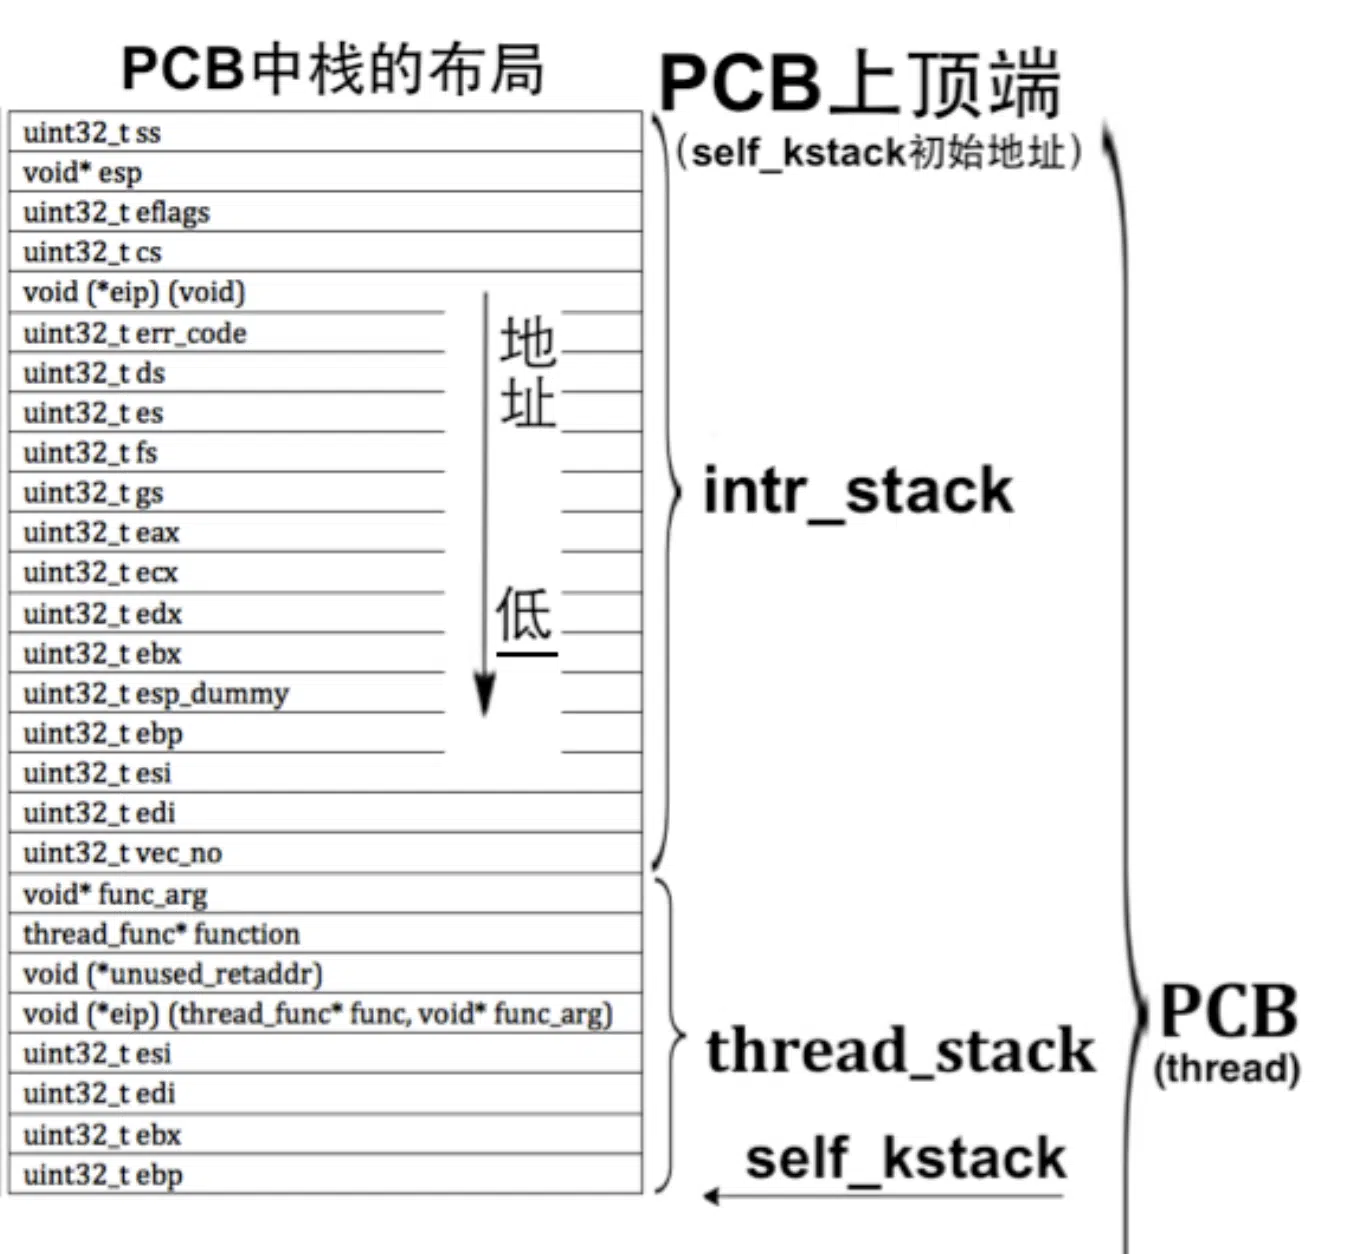 PCB中栈的布局
PCB上顶端
（self_kstack初始地址）
uint32_t ss
void* esp
uint32_t eflags
uint32_t cs
void (*eip) (void)
uint32_t err_code
uint32_t ds
uint32_t es
uint32_t fs
uint32_t gs
uint32_t eax
uint32_t ecx
uint32_t edx
uint32_t ebx
uint32_t esp_dummy
uint32_t ebp
uint32_t esi
uint32_t edi
uint32_t vec_no
地
址
低
intr_stack
void* func_arg
thread_func* function
void (*unused_retaddr)
void (*eip) (thread_func* func, void* func_arg)
uint32_t esi
uint32_t edi
uint32_t ebx
uint32_t ebp
thread_stack
self_kstack
PCB
(thread)